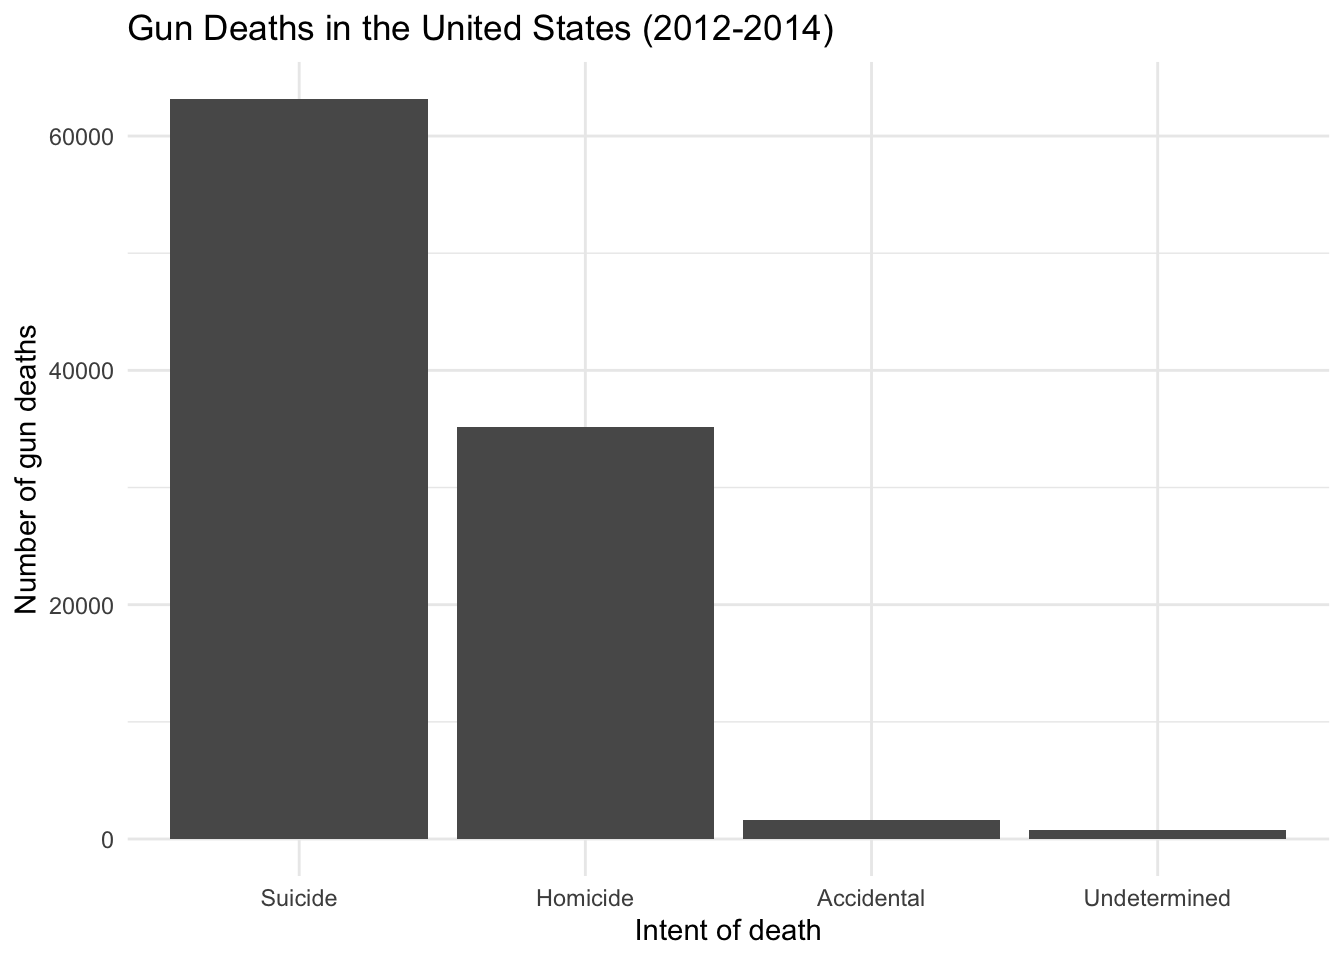 Gun Deaths in the United States (2012-2014)
Number of gun deaths
60000
40000
20000
0
Suicide
Homicide
Accidental
Undetermined
Intent of death